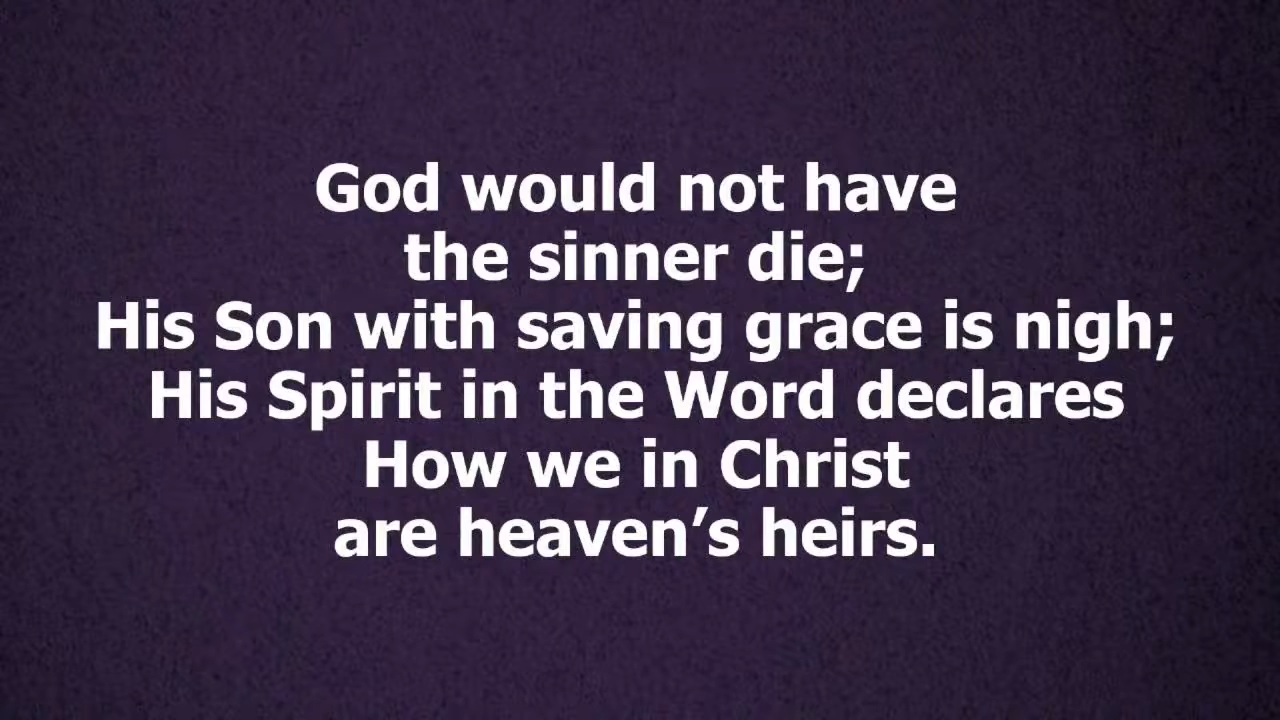 God would not have
the sinner die;
His Son with saving grace is nigh;
His Spirit in the Word declares
How we in Christ
are heaven’s heirs.